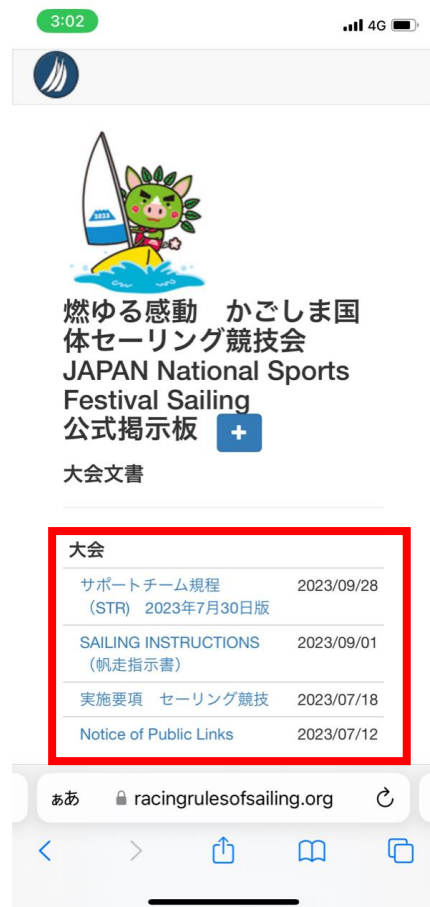 3:02
4G
2023
燃ゆる感動　かごしま国
体セーリング競技会
JAPAN National Sports
Festival Sailing
公式掲示板 +
大会文書
大会
サポートチーム規程 2023/09/28
（STR) 2023年7月30日版
SAILING INSTRUCTIONS 2023/09/01
（帆走指示書）
実施要項　セーリング競技 2023/07/18
Notice of Public Links 2023/07/12
ぁあ racingrulesofsailing.org